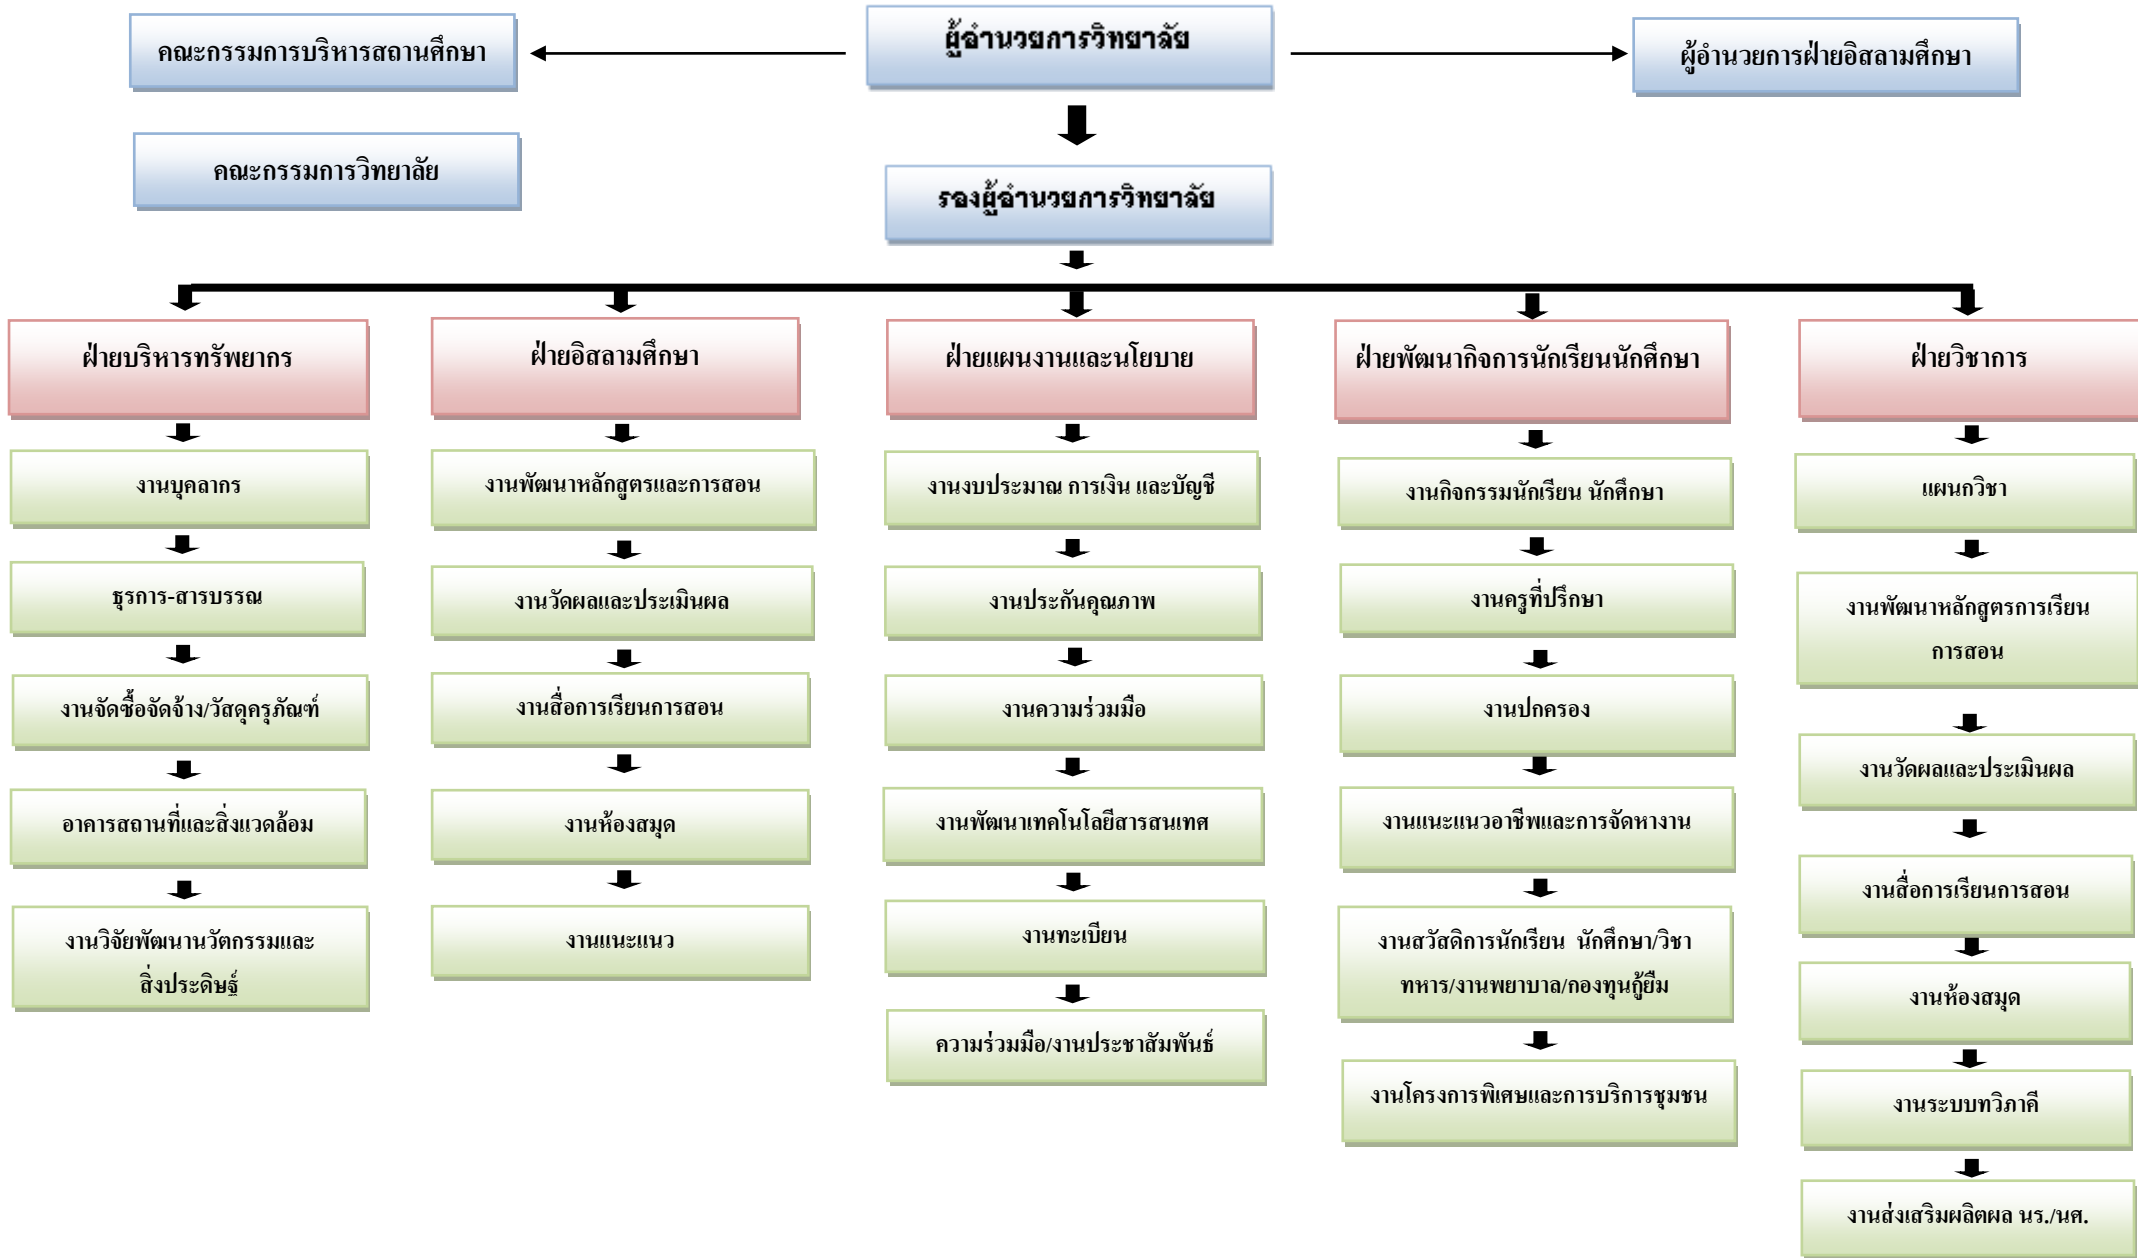 ผู้อำนวยการวิทยาลัย
คณะกรรมการบริหารสถานศึกษา
ผู้อำนวยการฝ่ายอิสลามศึกษา
คณะกรรมการวิทยาลัย
รองผู้อำนวยการวิทยาลัย
ฝ่ายบริหารทรัพยากร
งานบุคลากร
ธุรการ-สารบรรณ
งานจัดซื้อจัดจ้าง/วัสดุครุภัณฑ์
อาคารสถานที่และสิ่งแวดล้อม
งานวิจัยพัฒนานวัตกรรมและ
สิ่งประดิษฐ์
ฝ่ายอิสลามศึกษา
งานพัฒนาหลักสูตรและการสอน
งานวัดผลและประเมินผล
งานสื่อการเรียนการสอน
งานห้องสมุด
งานแนะแนว
ฝ่ายแผนงานและนโยบาย
งานงบประมาณ การเงิน และบัญชี
งานประกันคุณภาพ
งานความร่วมมือ
งานพัฒนาเทคโนโลยีสารสนเทศ
งานทะเบียน
ความร่วมมือ/งานประชาสัมพันธ์
ฝ่ายพัฒนากิจการนักเรียนนักศึกษา
งานกิจกรรมนักเรียน นักศึกษา
งานครูที่ปรึกษา
งานปกครอง
งานแนะแนวอาชีพและการจัดหางาน
งานสวัสดิการนักเรียน นักศึกษา/วิชา
ทหาร/งานพยาบาล/กองทุนกู้ยืม
งานโครงการพิเศษและการบริการชุมชน
ฝ่ายวิชาการ
แผนกวิชา
งานพัฒนาหลักสูตรการเรียน
การสอน
งานวัดผลและประเมินผล
งานสื่อการเรียนการสอน
งานห้องสมุด
งานระบบทวิภาคี
งานส่งเสริมผลิตผล นร./นศ.